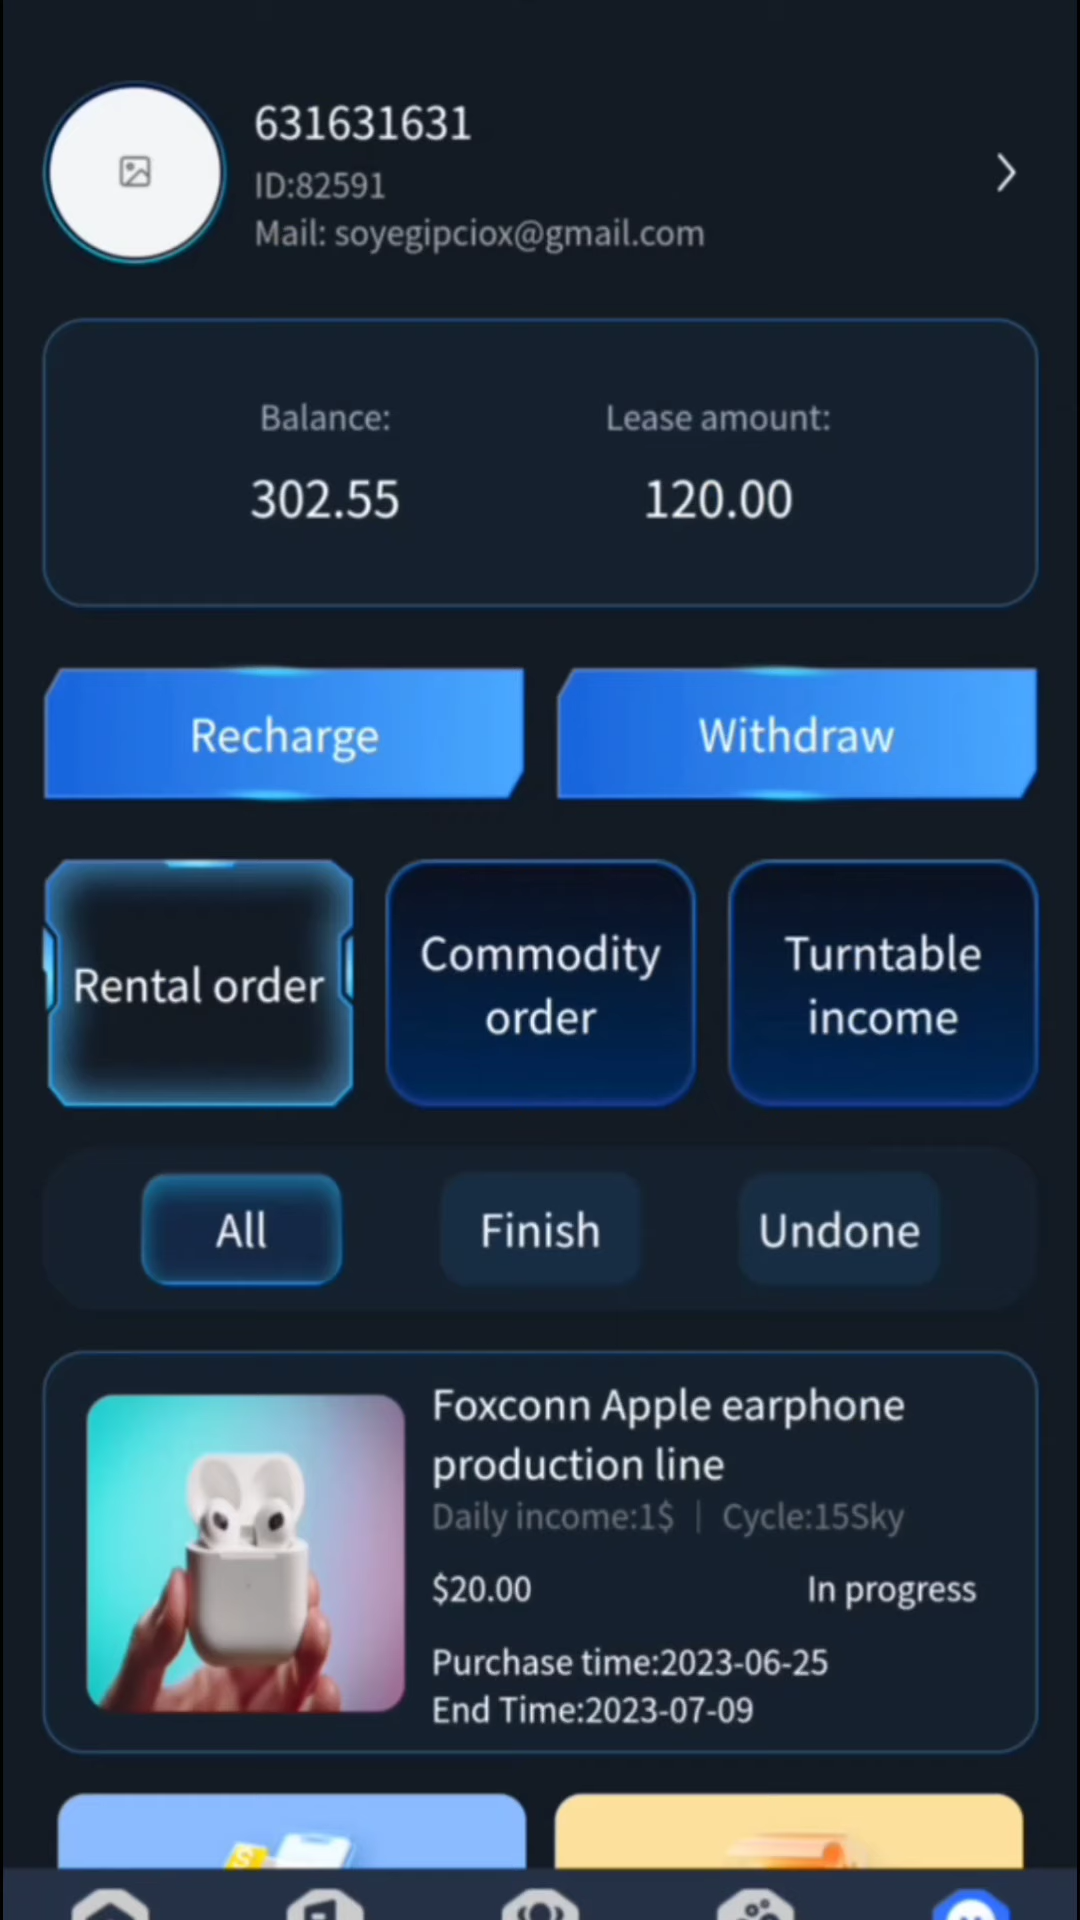 631631631
ID:82591
Mail: soyegipciox@gmail.com
Balance:
Lease amount:
302.55
120.00
Recharge
Withdraw
Rental order
Commodity
order
Turntable
income
All
Finish
Undone
Foxconn Apple earphone
production line
Daily income:1$ | Cycle:15Sky
$20.00
In progress
Purchase time:2023-06-25
End Time:2023-07-09